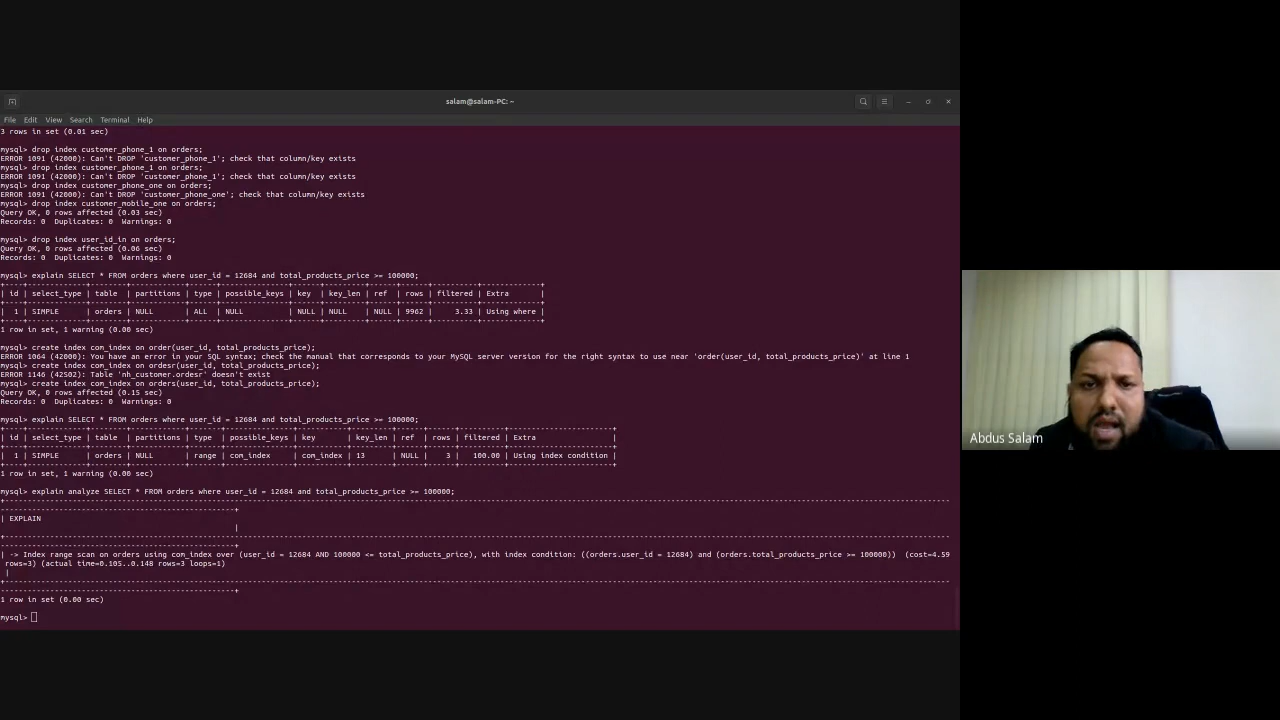 salam@salam-PC: ~
File Edit View Search Terminal Help
3 rows in set (0.01 sec)
mysql> drop index customer_phone_1 on orders;
ERROR 1091 (42000): Can't DROP 'customer_phone_1'; check that column/key exists
mysql> drop index customer_phone_1 on orders;
ERROR 1091 (42000): Can't DROP 'customer_phone_1'; check that column/key exists
mysql> drop index customer_phone_one on orders;
ERROR 1091 (42000): Can't DROP 'customer_phone_one'; check that column/key exists
mysql> drop index customer_mobile_one on orders;
Query OK, 0 rows affected (0.03 sec)
Records: 0  Duplicates: 0  Warnings: 0
mysql> drop index user_id_in on orders;
Query OK, 0 rows affected (0.06 sec)
Records: 0  Duplicates: 0  Warnings: 0
mysql> explain SELECT * FROM orders where user_id = 12684 and total_products_price >= 100000;
| id | select_type | table  | partitions | type | possible_keys | key  | key_len | ref  | rows | filtered | Extra       |
| 1 | SIMPLE      | orders | NULL       | ALL  | NULL          | NULL | NULL    | NULL | 9962 |     3.33 | Using where |
1 row in set, 1 warning (0.00 sec)
mysql> create index com_index on order(user_id, total_products_price);
ERROR 1064 (42000): You have an error in your SQL syntax; check the manual that corresponds to your MySQL server version for the right syntax to use near 'order(user_id, total_products_price)' at line 1
mysql> create index com_index on ordesr(user_id, total_products_price);
ERROR 1146 (42S02): Table 'nh_customer.ordesr' doesn't exist
mysql> create index com_index on orders(user_id, total_products_price);
Query OK, 0 rows affected (0.15 sec)
Records: 0  Duplicates: 0  Warnings: 0
mysql> explain SELECT * FROM orders where user_id = 12684 and total_products_price >= 100000;
| id | select_type | table  | partitions | type  | possible_keys | key       | key_len | ref  | rows | filtered | Extra                 |
| 1 | SIMPLE      | orders | NULL       | range | com_index     | com_index | 13      | NULL |    3 |   100.00 | Using index condition |
1 row in set, 1 warning (0.00 sec)
mysql> explain analyze SELECT * FROM orders where user_id = 12684 and total_products_price >= 100000;
| EXPLAIN
|
| -> Index range scan on orders using com_index over (user_id = 12684 AND 100000 <= total_products_price), with index condition: ((orders.user_id = 12684) and (orders.total_products_price >= 100000))  (cost=4.59
rows=3) (actual time=0.105..0.148 rows=3 loops=1)
|
1 row in set (0.00 sec)
mysql>
Abdus Salam